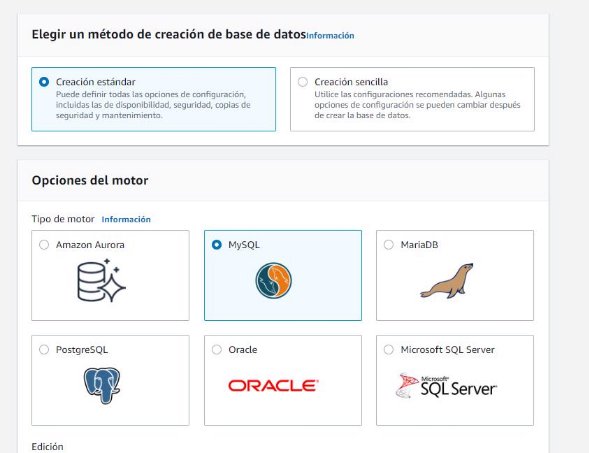 Elegir un método de creación de base de datos Información
Creación estándar
Puede definir todas las opciones de configuración,
incluidas las de disponibilidad, seguridad, copias de
seguridad y mantenimiento.
Creación sencilla
Utilice las configuraciones recomendadas. Algunas
opciones de configuración se pueden cambiar después
de crear la base de datos.
Opciones del motor
Tipo de motor Información
Amazon Aurora
MySQL
MariaDB
PostgreSQL
Oracle
ORACLE
Microsoft SQL Server
Microsoft
SQL Server
Edición